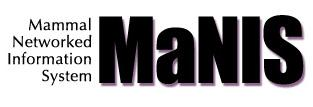 Mammal
Networked
Information
System
MaNIS